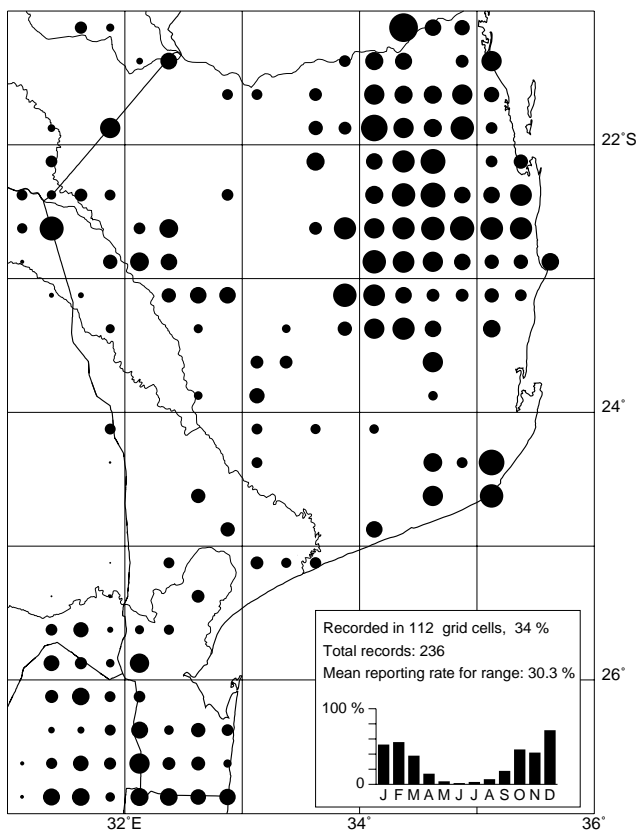 22°S
24°
Recorded in 112 grid cells, 34 %
Total records: 236
Mean reporting rate for range: 30.3 %
26°
100 %
0
J F M A M J J A S O N D
32°E 34° 36°